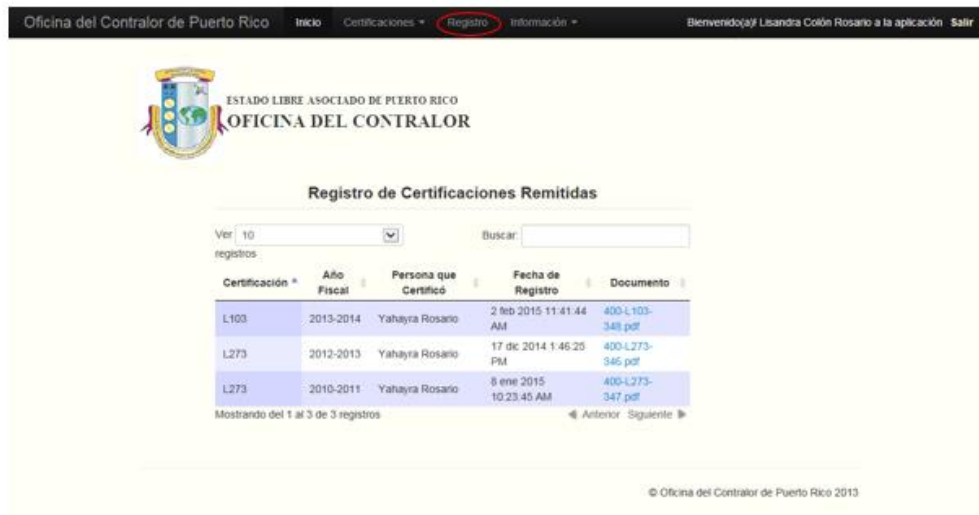 Oficina del Contralor de Puerto Rico Inicio Certificaciones Registro Información Bienvenido(a)! Lisandra Colón Rosario a la aplicación Salir
ESTADO LIBRE ASOCIADO DE PUERTO RICO
OFICINA DEL CONTRALOR
Registro de Certificaciones Remitidas
Ver 10 Buscar:
registros
Certificación Año Fiscal Persona que Certificó Fecha de Registro Documento
L103 2013-2014 Yahayra Rosario 2 feb 2015 11:41:44 AM 400-L103-348.pdf
L273 2012-2013 Yahayra Rosario 17 dic 2014 1:46:25 PM 400-L273-346.pdf
L273 2010-2011 Yahayra Rosario 8 ene 2015 10:23:45 AM 400-L273-347.pdf
Mostrando del 1 al 3 de 3 registros Anterior Siguiente
© Oficina del Contralor de Puerto Rico 2013